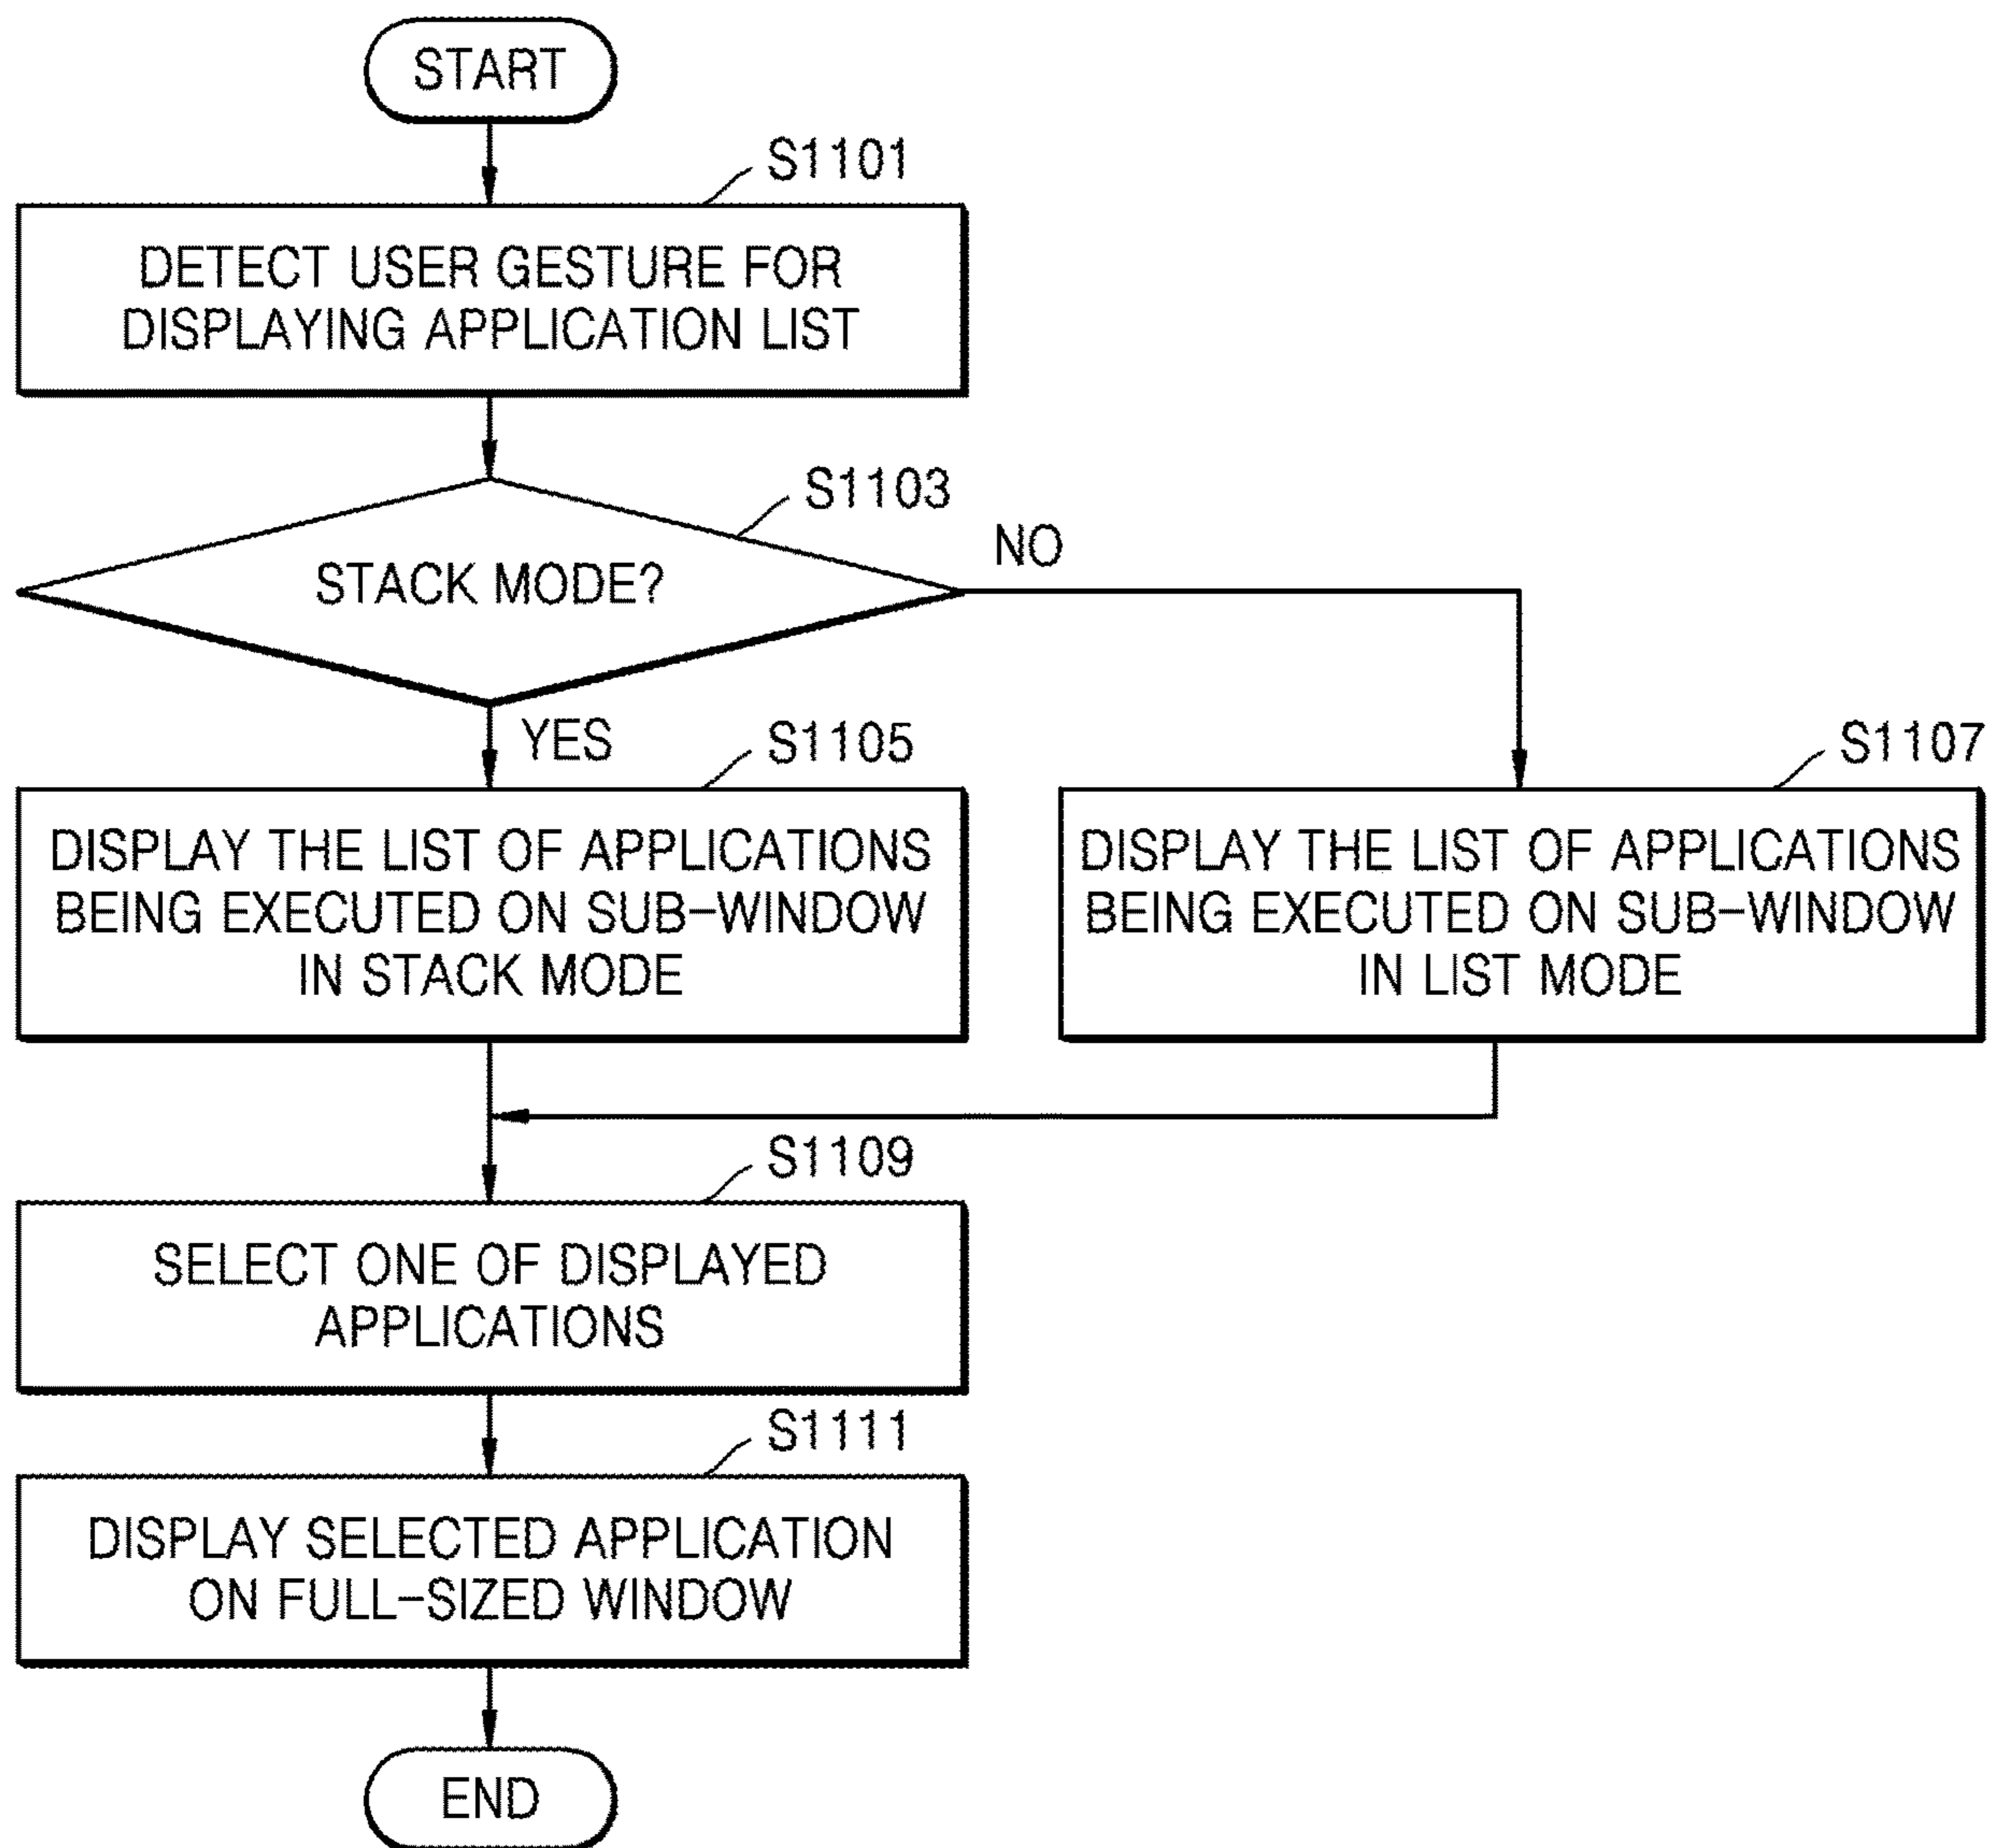 START
S1101
DETECT USER GESTURE FOR
DISPLAYING APPLICATION LIST
S1103
STACK MODE?
NO
YES
S1105
DISPLAY THE LIST OF APPLICATIONS
BEING EXECUTED ON SUB-WINDOW
IN STACK MODE
S1107
DISPLAY THE LIST OF APPLICATIONS
BEING EXECUTED ON SUB-WINDOW
IN LIST MODE
S1109
SELECT ONE OF DISPLAYED
APPLICATIONS
S1111
DISPLAY SELECTED APPLICATION
ON FULL-SIZED WINDOW
END